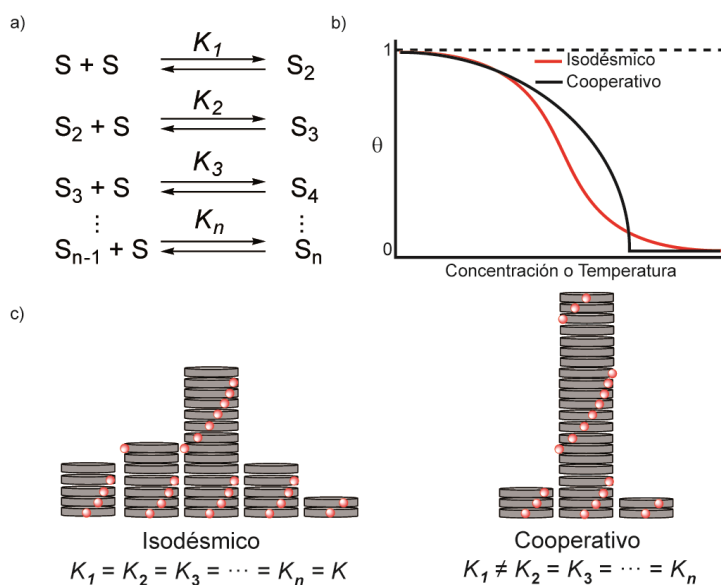 a)
S + S K1 S2
S2 + S K2 S3
S3 + S K3 S4
⋮ ⋮
Sn-1 + S Kn Sn
b)
1
Isodésmico
Cooperativo
θ
0
Concentración o Temperatura
c)
Isodésmico
K1 = K2 = K3 = ··· = Kn = K
Cooperativo
K1 ≠ K2 = K3 = ··· = Kn